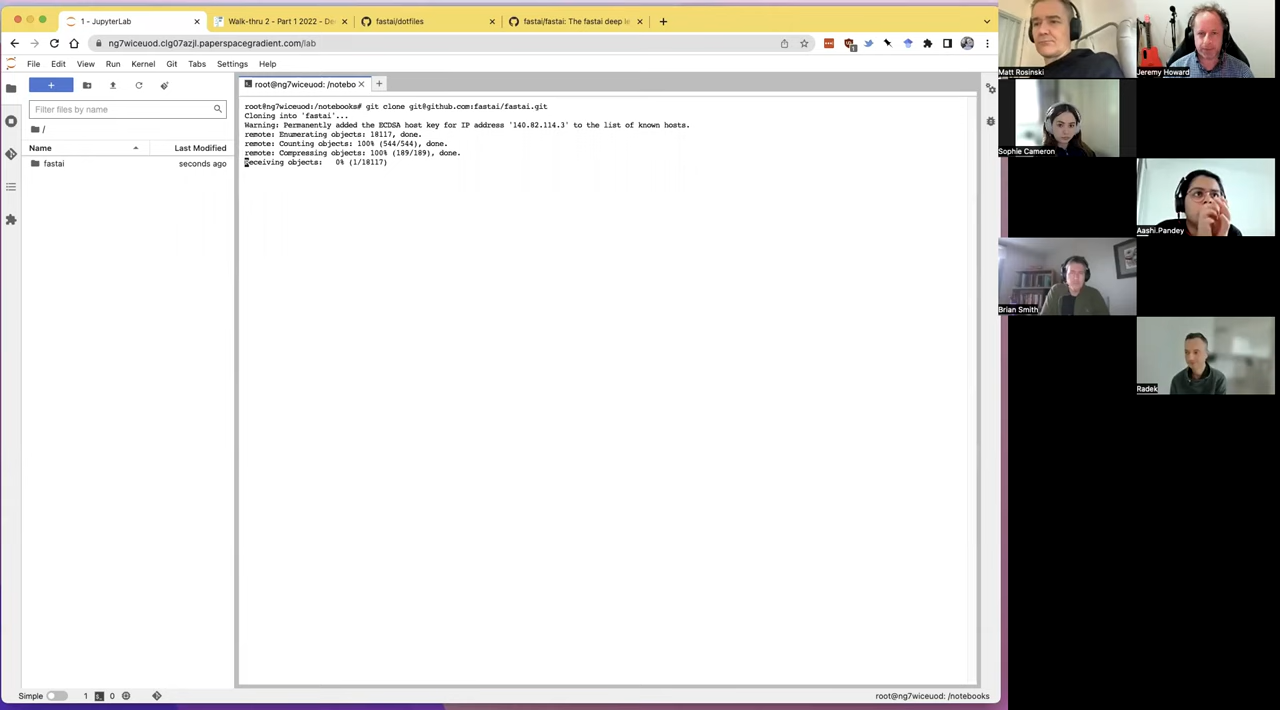 1 - JupyterLab
Walk-thru 2 - Part 1 2022 - De
fastai/dotfiles
fastai/fastai: The fastai deep le
ng7wiceuod.clg07azjl.paperspacegradient.com/lab
File Edit View Run Kernel Git Tabs Settings Help
root@ng7wiceuod: /notebo
Filter files by name
/
Name Last Modified
fastai seconds ago
root@ng7wiceuod:/notebooks# git clone git@github.com:fastai/fastai.git
Cloning into 'fastai'...
Warning: Permanently added the ECDSA host key for IP address '140.82.114.3' to the list of known hosts.
remote: Enumerating objects: 18117, done.
remote: Counting objects: 100% (544/544), done.
remote: Compressing objects: 100% (189/189), done.
Receiving objects: 0% (1/18117)
Simple 1 0
root@ng7wiceuod: /notebooks
Matt Rosinski
Jeremy Howard
Sophie Cameron
Aashi.Pandey
Brian Smith
Radek